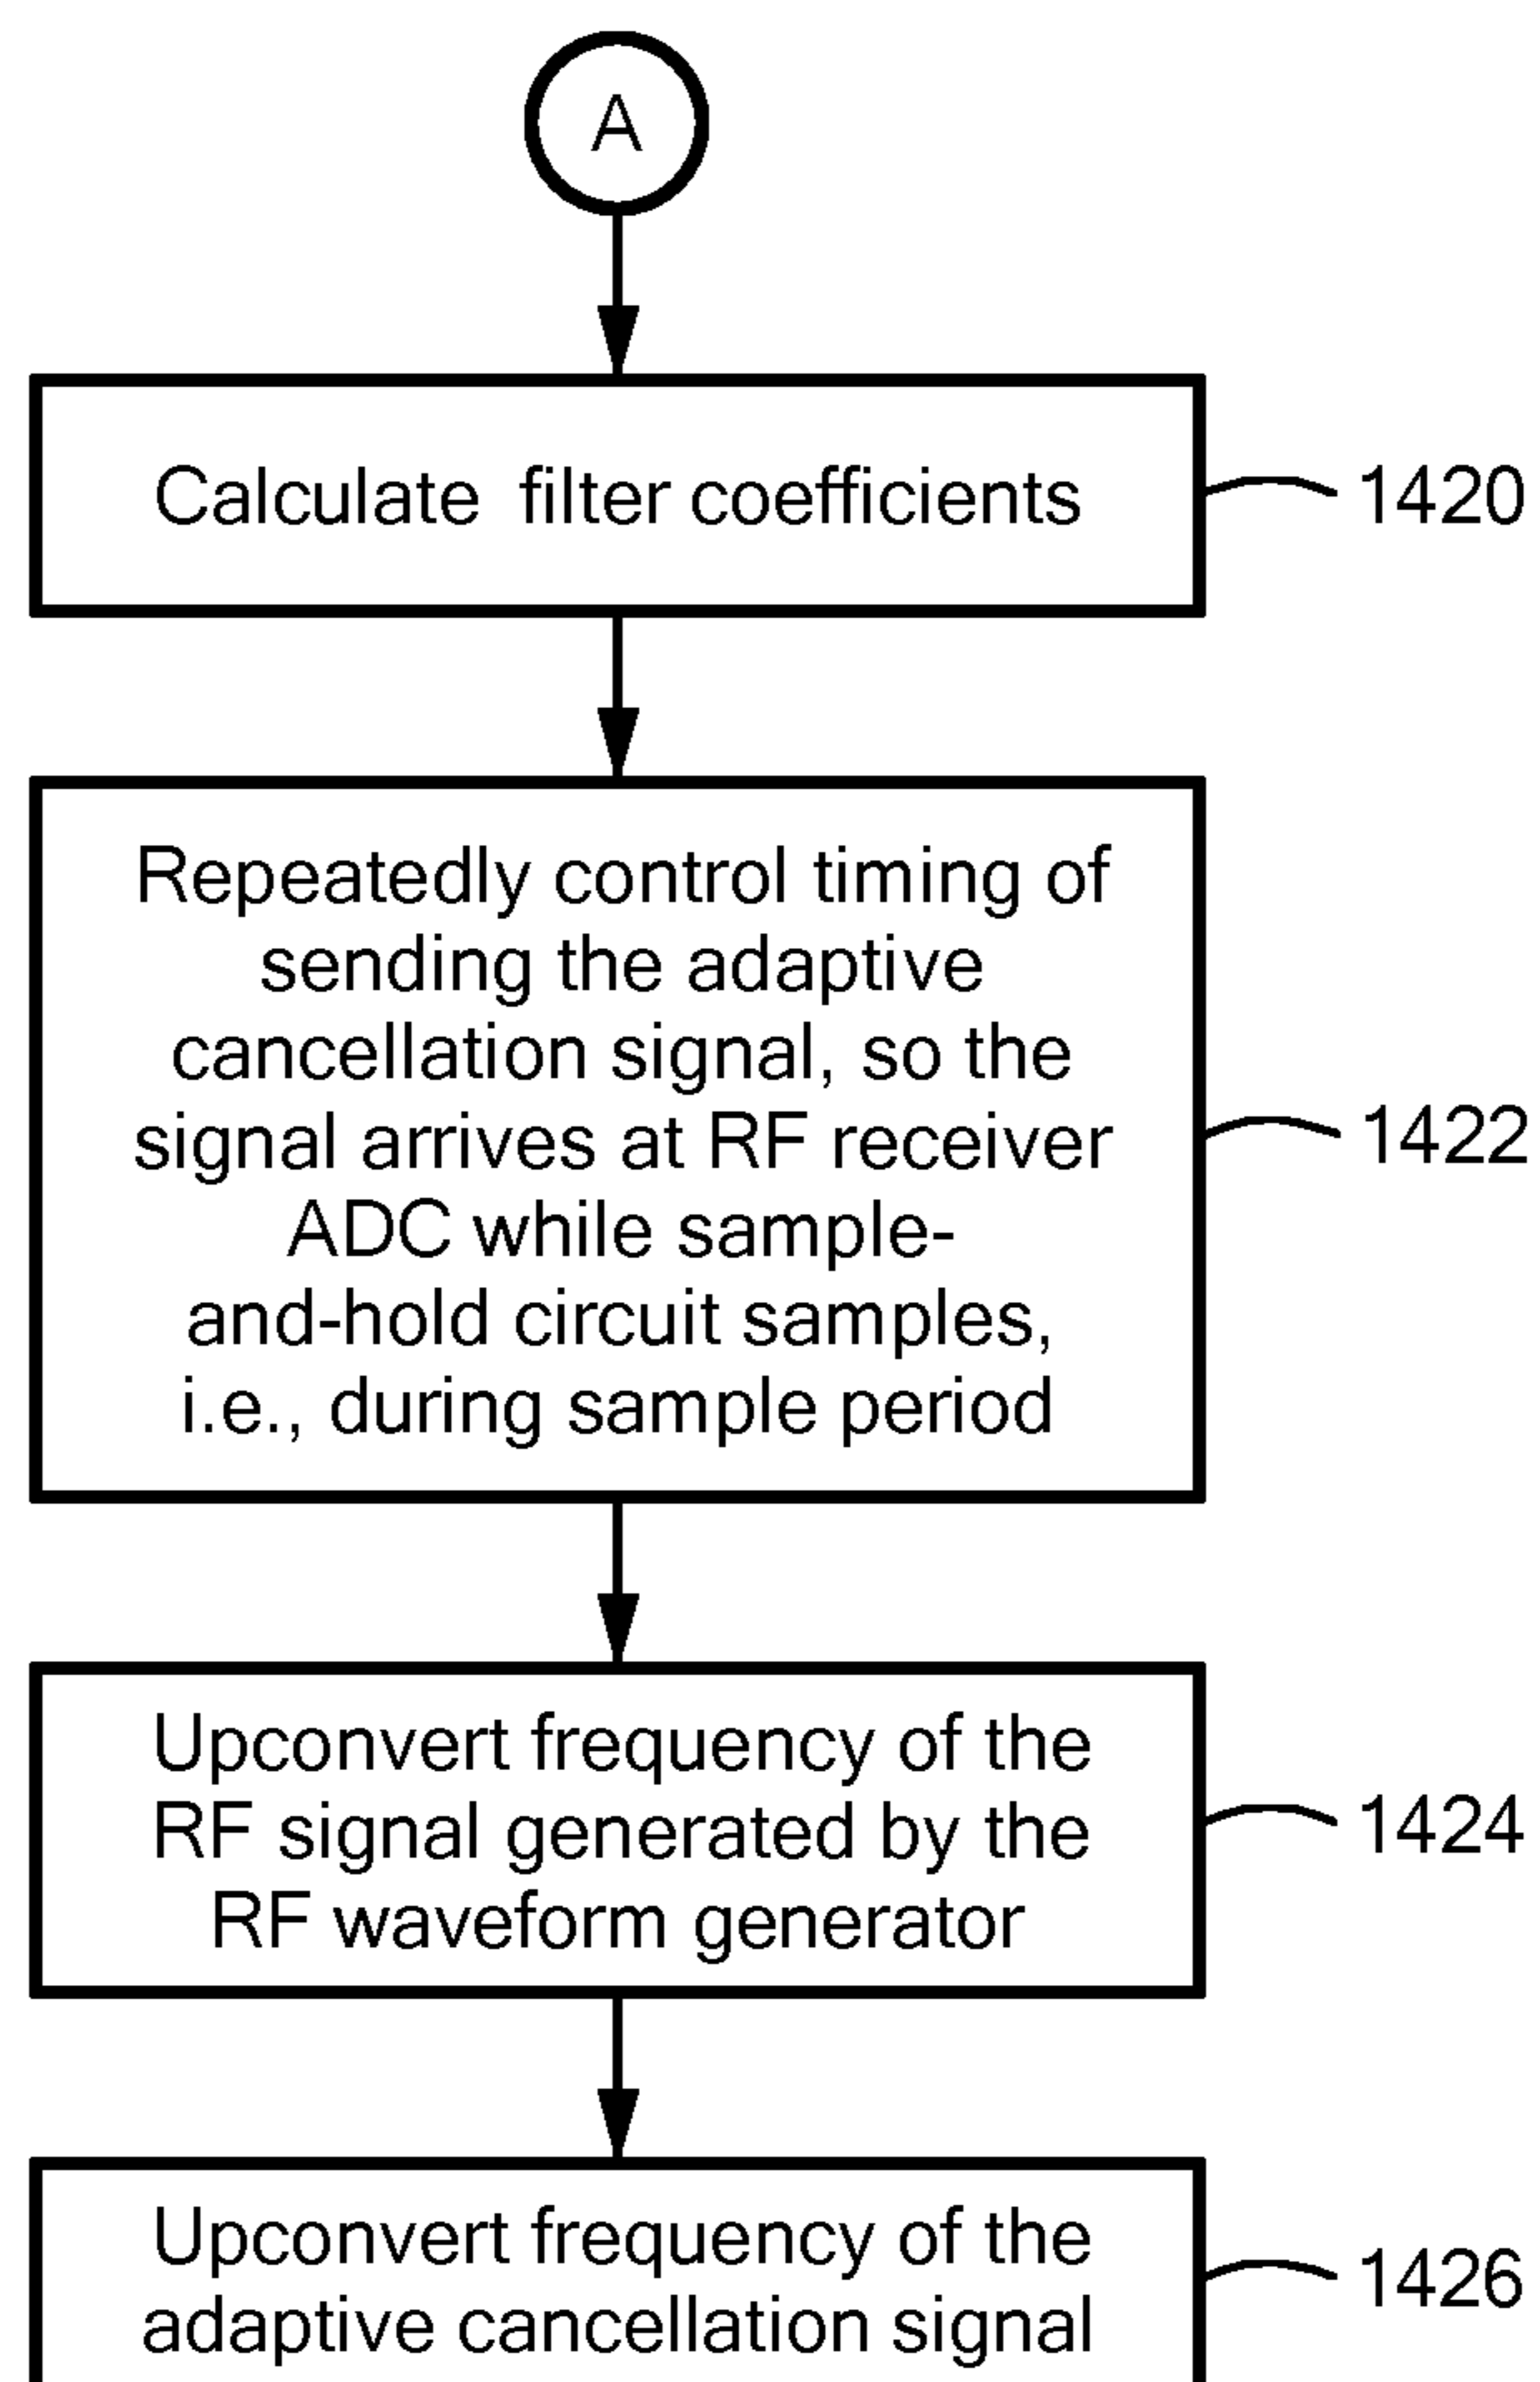 A
Calculate filter coefficients
1420
Repeatedly control timing of
sending the adaptive
cancellation signal, so the
signal arrives at RF receiver
ADC while sample-
and-hold circuit samples,
i.e., during sample period
1422
Upconvert frequency of the
RF signal generated by the
RF waveform generator
1424
Upconvert frequency of the
adaptive cancellation signal
1426